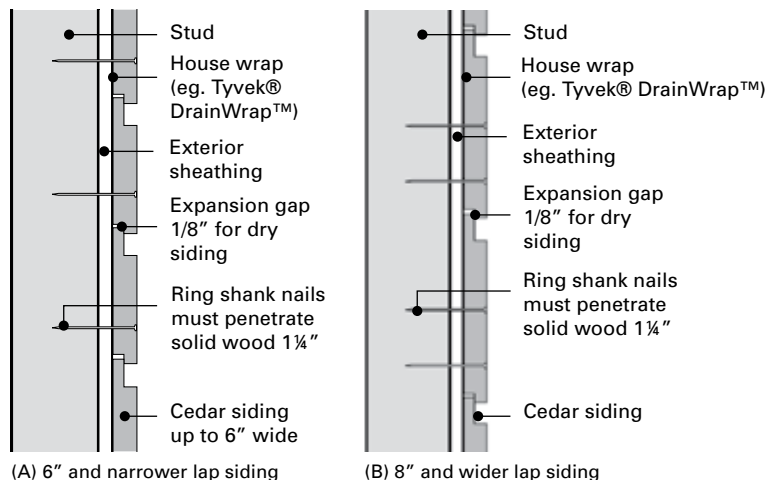 Stud
House wrap
(eg. Tyvek®
DrainWrap™)
Exterior
sheathing
Expansion gap
1/8” for dry
siding
Ring shank nails
must penetrate
solid wood 1¼”
Cedar siding
up to 6” wide
(A) 6” and narrower lap siding
Stud
House wrap
(eg. Tyvek® DrainWrap™)
Exterior
sheathing
Expansion gap
1/8” for dry
siding
Ring shank nails
must penetrate
solid wood 1¼”
Cedar siding
(B) 8” and wider lap siding